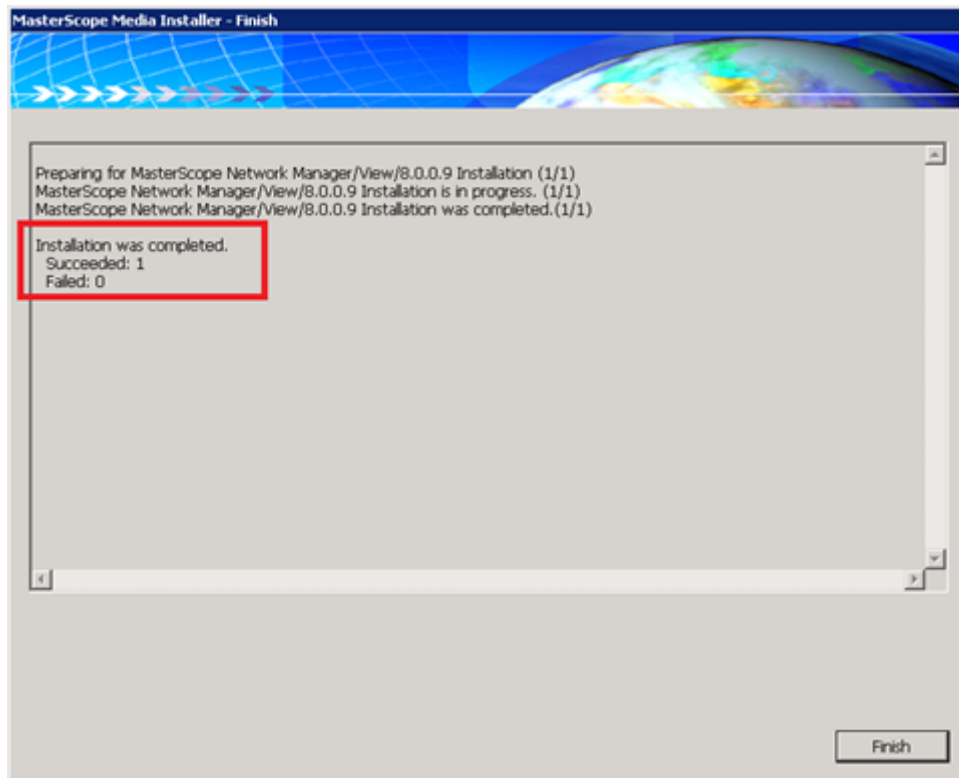 MasterScope Media Installer - Finish
Preparing for MasterScope Network Manager/View/8.0.0.9 Installation (1/1)
MasterScope Network Manager/View/8.0.0.9 Installation is in progress. (1/1)
MasterScope Network Manager/View/8.0.0.9 Installation was completed.(1/1)
Installation was completed.
Succeeded: 1
Failed: 0
Finish